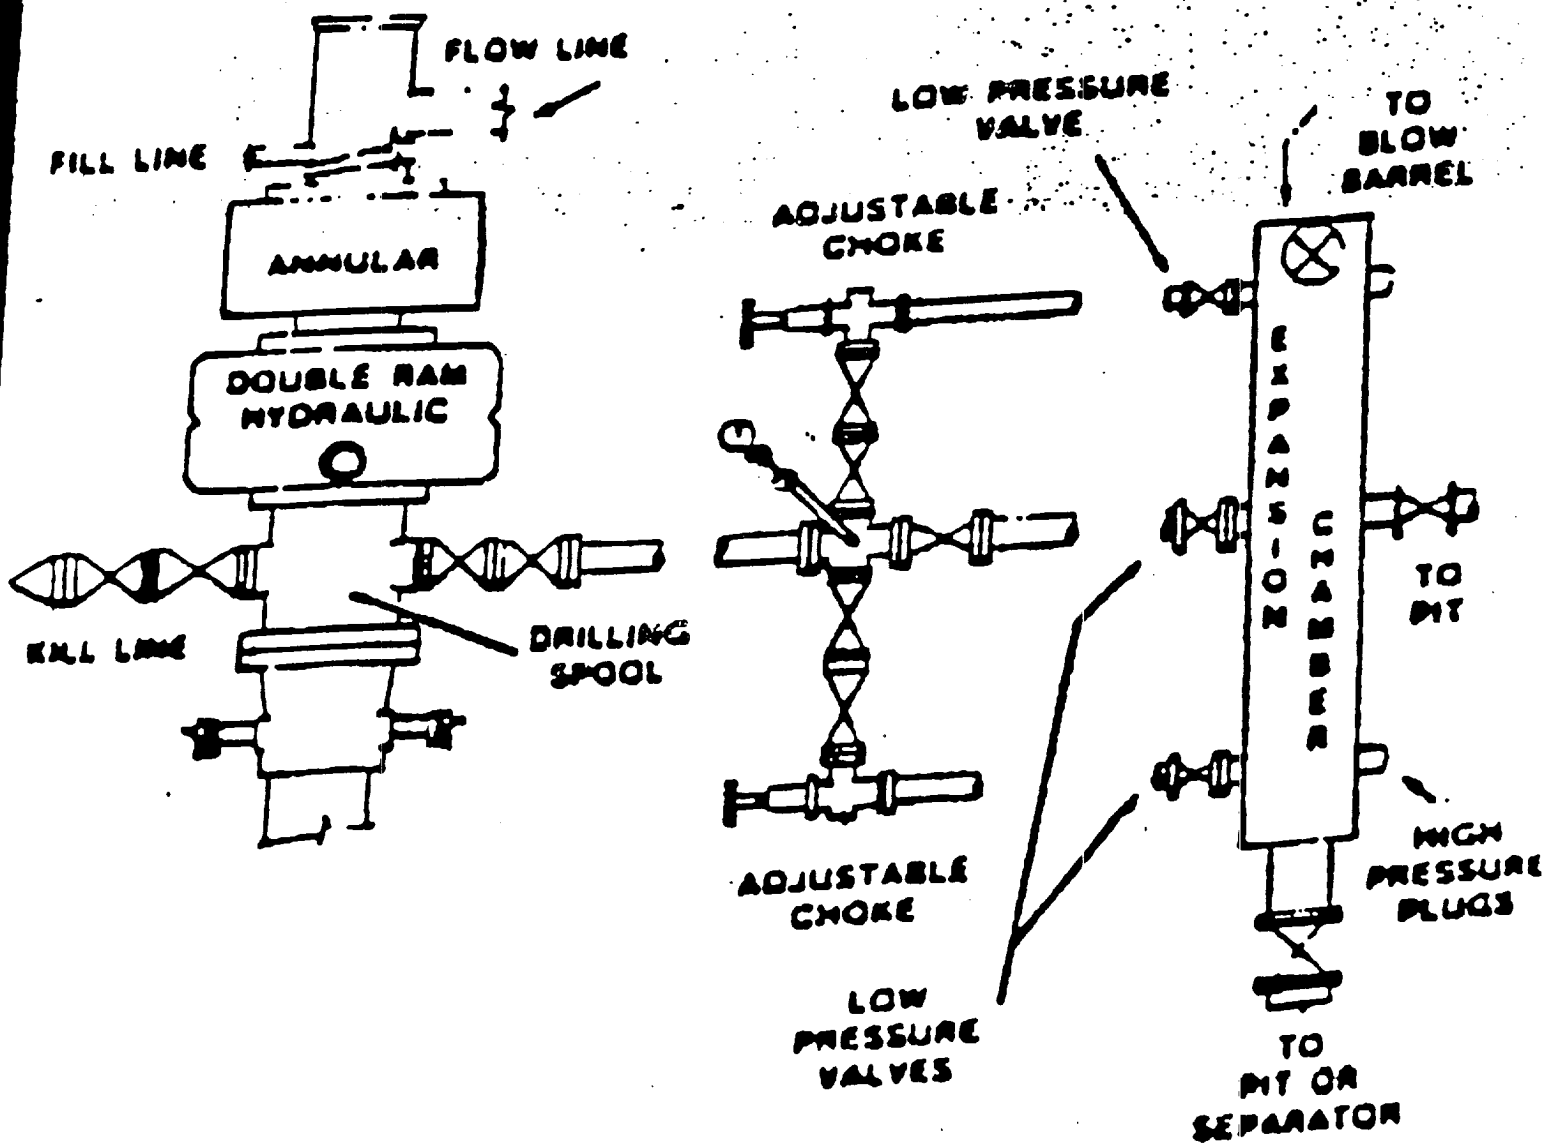 FLOW LINE
FILL LINE
ANNULAR
DOUBLE RAM
HYDRAULIC
KILL LINE
DRILLING
SPOOL
ADJUSTABLE
CHOKE
LOW PRESSURE
VALVE
TO
BLOW
BARREL
EXPANSION
CHAMBER
TO
PIT
HIGH
PRESSURE
PLUGS
ADJUSTABLE
CHOKE
LOW
PRESSURE
VALVES
TO
PIT OR
SEPARATOR